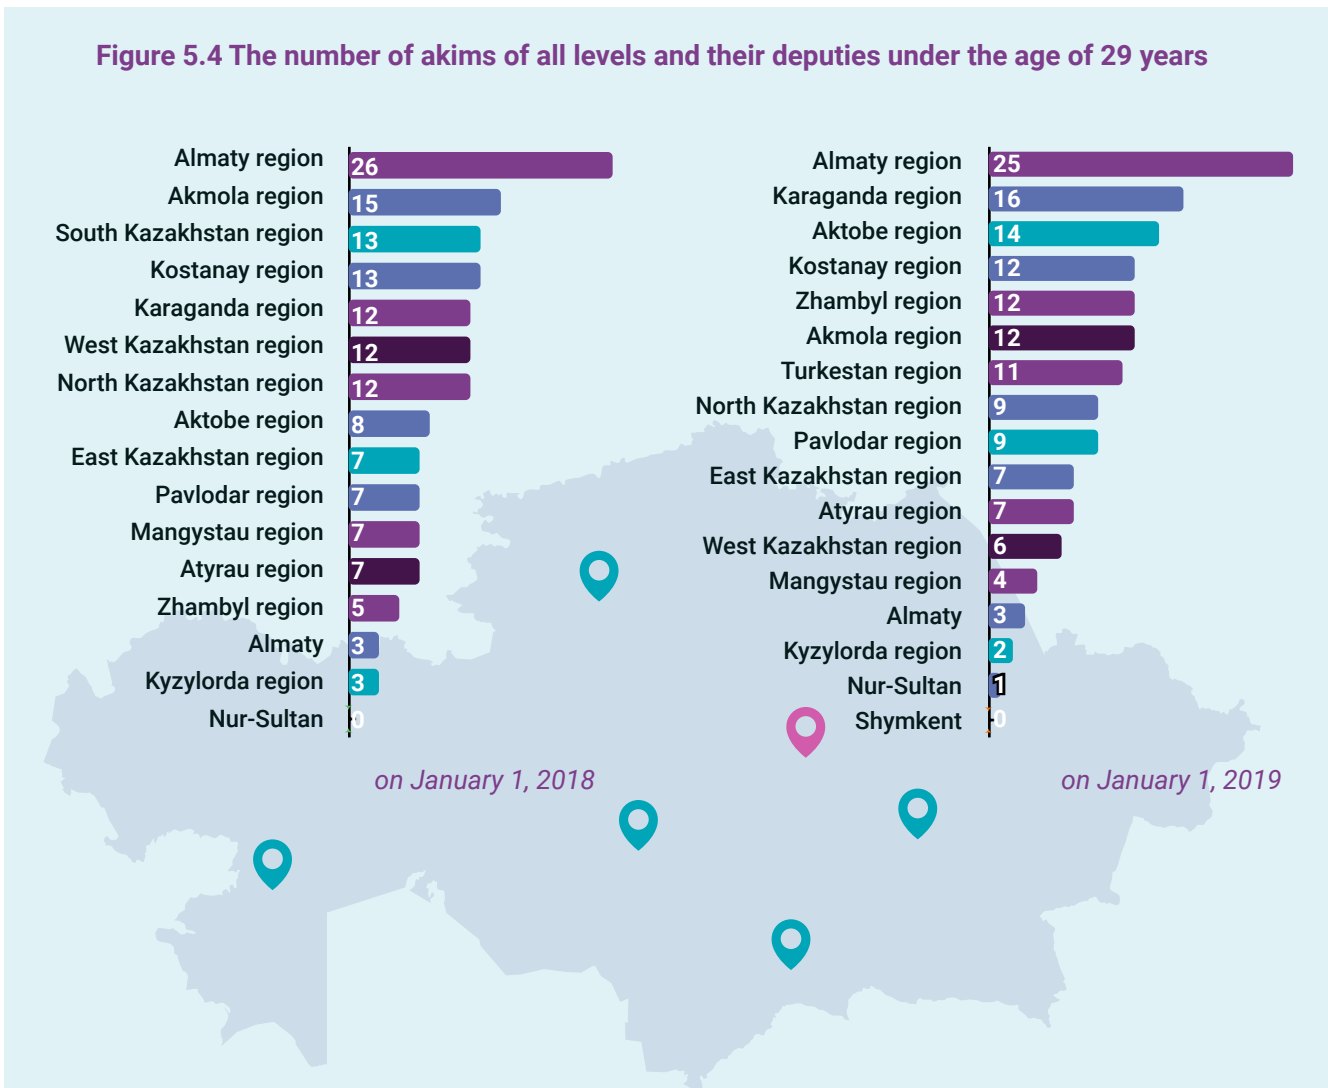 Figure 5.4 The number of akims of all levels and their deputies under the age of 29 years
Almaty region 26
Akmola region 15
South Kazakhstan region 13
Kostanay region 13
Karaganda region 12
West Kazakhstan region 12
North Kazakhstan region 12
Aktobe region 8
East Kazakhstan region 7
Pavlodar region 7
Mangystau region 7
Atyrau region 7
Zhambyl region 5
Almaty 3
Kyzylorda region 3
Nur-Sultan 0
on January 1, 2018
Almaty region 25
Karaganda region 16
Aktobe region 14
Kostanay region 12
Zhambyl region 12
Akmola region 12
Turkestan region 11
North Kazakhstan region 9
Pavlodar region 9
East Kazakhstan region 7
Atyrau region 7
West Kazakhstan region 6
Mangystau region 4
Almaty 3
Kyzylorda region 2
Nur-Sultan 1
Shymkent 0
on January 1, 2019